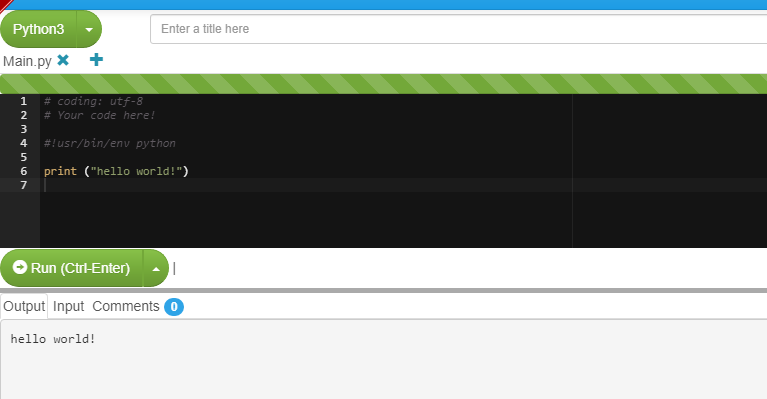 Python3
Enter a title here
Main.py
1 # coding: utf-8
2 # Your code here!
3
4 #!usr/bin/env python
5
6 print ("hello world!")
7
Run (Ctrl-Enter) |
Output Input Comments 0
hello world!